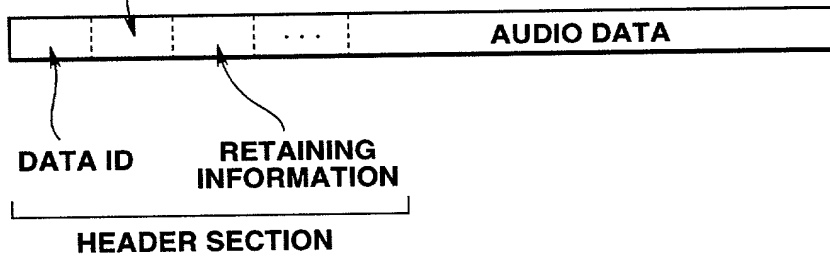 ... AUDIO DATA
DATA ID
RETAINING
INFORMATION
HEADER SECTION